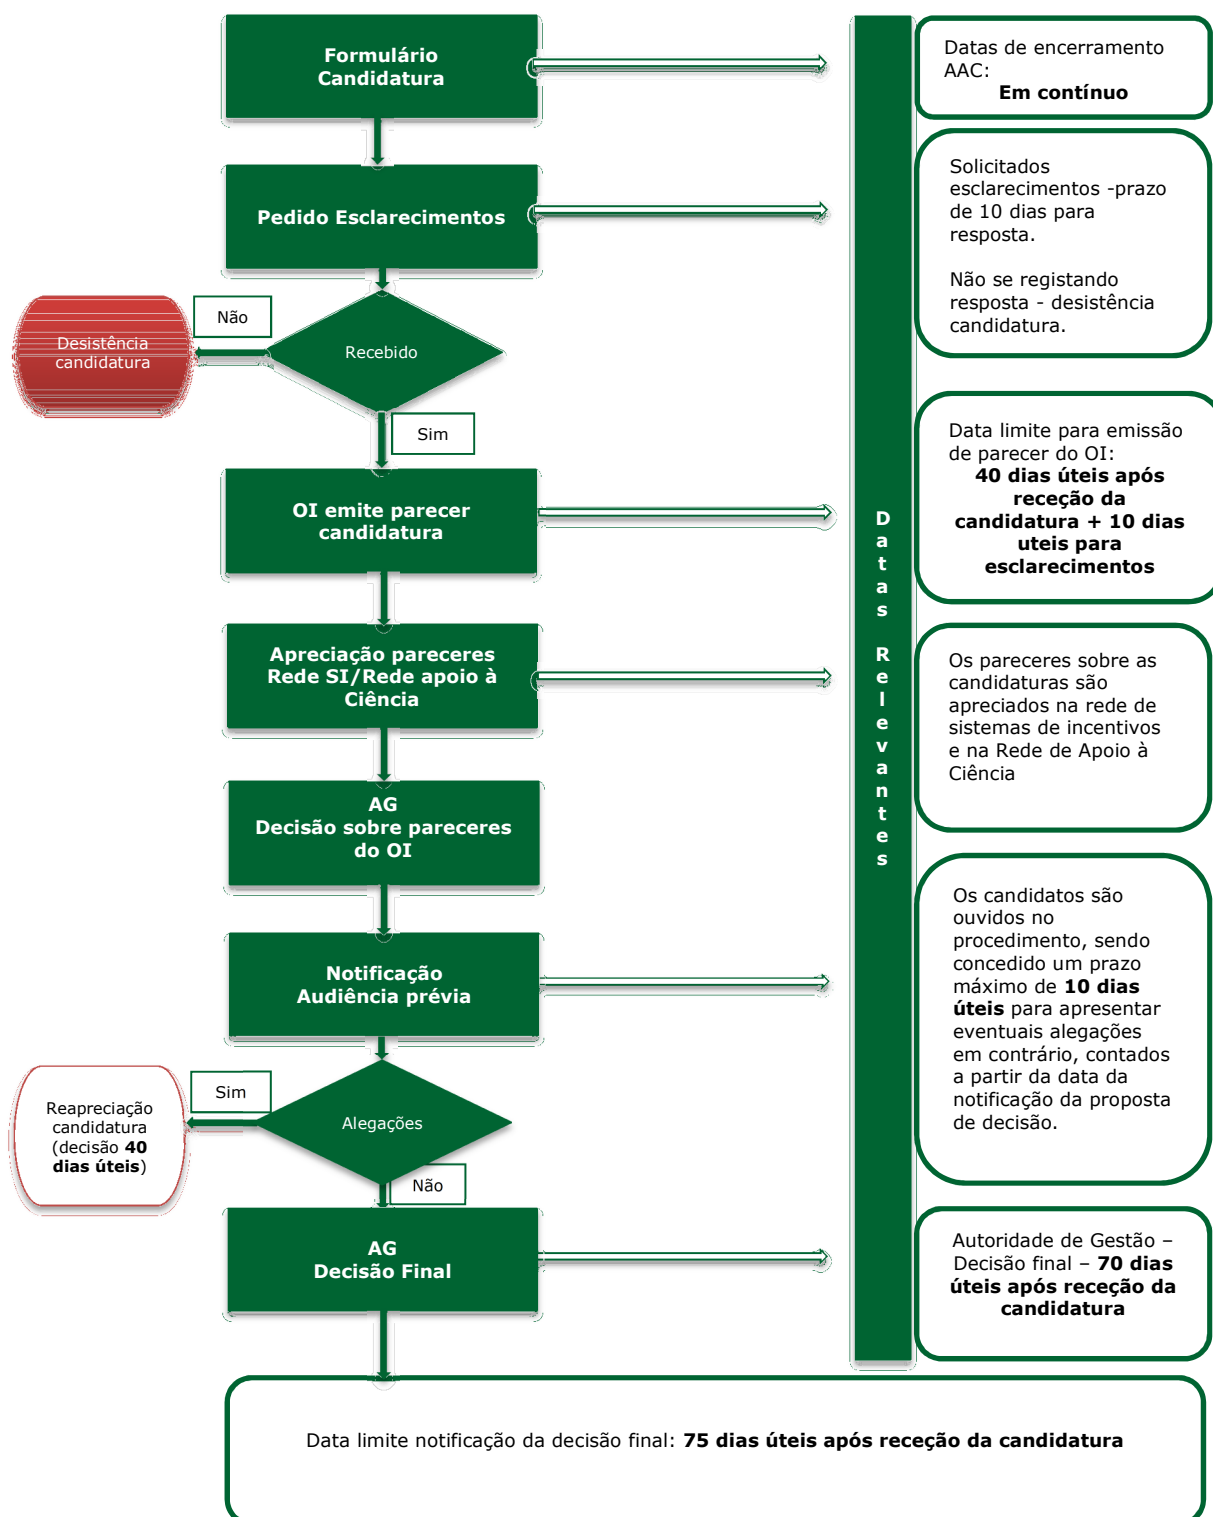 Formulário
Candidatura
Datas de encerramento
AAC:
Em contínuo
Pedido Esclarecimentos
Solicitados
esclarecimentos -prazo
de 10 dias para
resposta.
Não se registando
resposta - desistência
candidatura.
Não
Desistência
candidatura
Recebido
Sim
OI emite parecer
candidatura
Data limite para emissão
de parecer do OI:
40 dias úteis após
receção da
candidatura + 10 dias
uteis para
esclarecimentos
Datas Relevantes
Apreciação pareceres
Rede SI/Rede apoio à
Ciência
Os pareceres sobre as
candidaturas são
apreciados na rede de
sistemas de incentivos
e na Rede de Apoio à
Ciência
AG
Decisão sobre pareceres
do OI
Notificação
Audiência prévia
Os candidatos são
ouvidos no
procedimento, sendo
concedido um prazo
máximo de 10 dias
úteis para apresentar
eventuais alegações
em contrário, contados
a partir da data da
notificação da proposta
de decisão.
Sim
Reapreciação
candidatura
(decisão 40
dias úteis)
Alegações
Não
AG
Decisão Final
Autoridade de Gestão –
Decisão final – 70 dias
úteis após receção da
candidatura
Data limite notificação da decisão final: 75 dias úteis após receção da candidatura